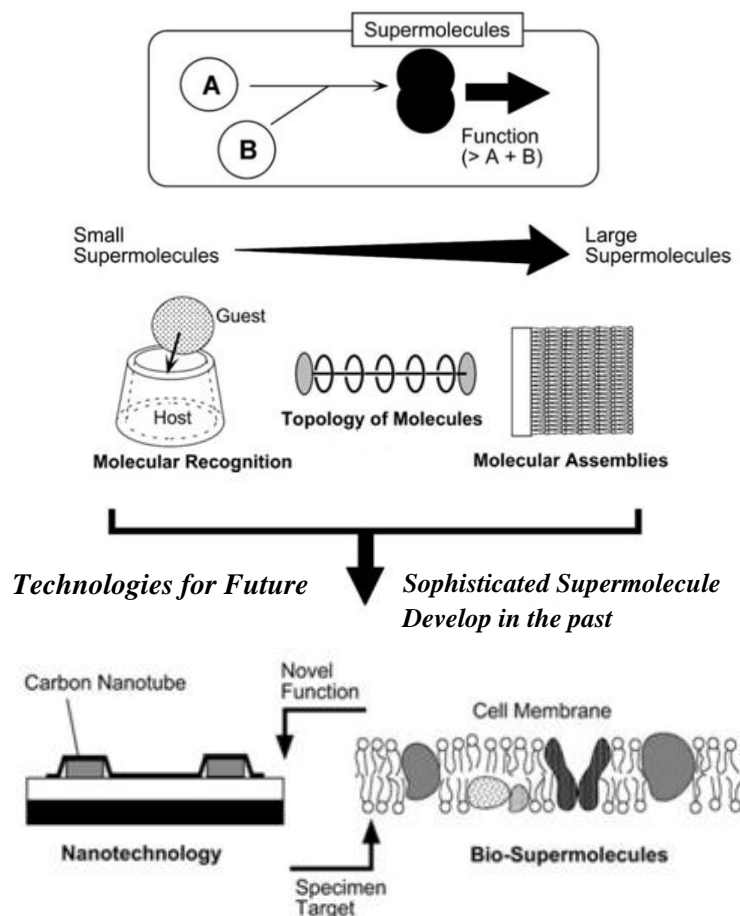 Supermolecules
A
B
Function
(> A + B)
Small
Supermolecules
Large
Supermolecules
Guest
Host
Molecular Recognition
Topology of Molecules
Molecular Assemblies
Technologies for Future
Sophisticated Supermolecule
Develop in the past
Carbon Nanotube
Novel
Function
Cell Membrane
Nanotechnology
Bio-Supermolecules
Specimen
Target